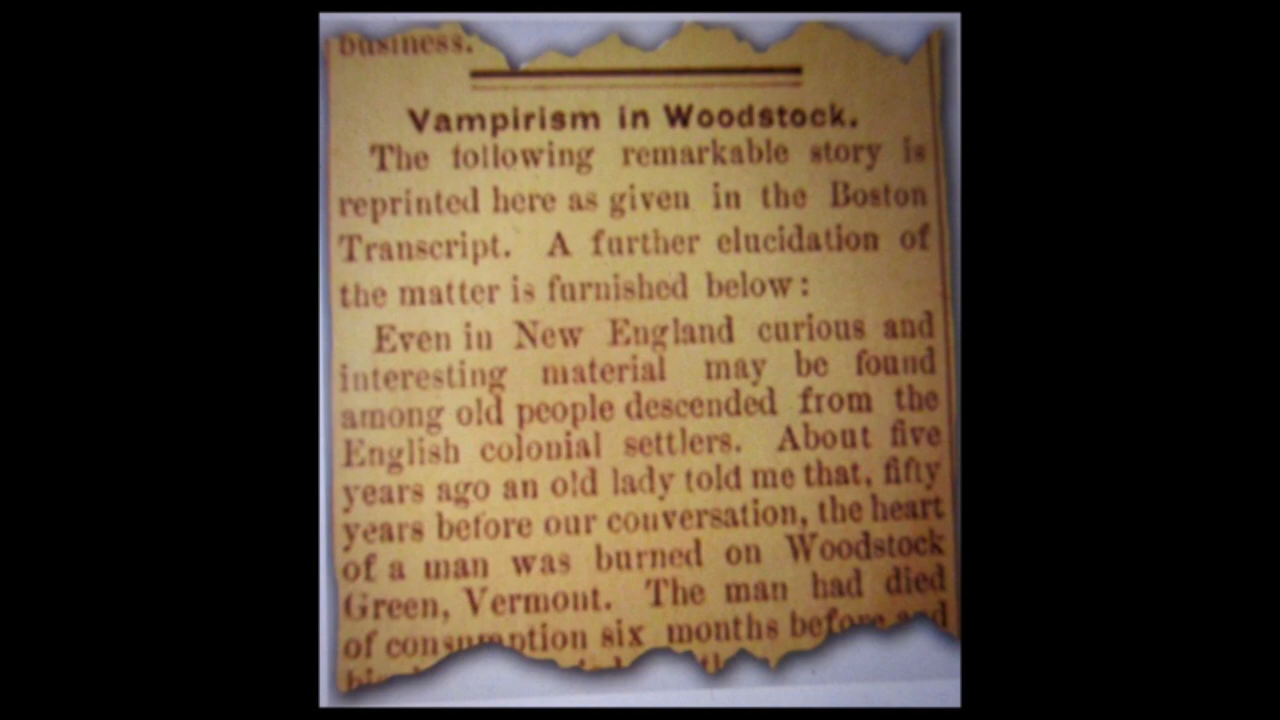 business.
Vampirism in Woodstock.
The following remarkable story is
reprinted here as given in the Boston
Transcript. A further elucidation of
the matter is furnished below:
Even in New England curious and
interesting material may be found
among old people descended from the
English colonial settlers. About five
years ago an old lady told me that, fifty
years before our conversation, the heart
of a man was burned on Woodstock
Green, Vermont. The man had died
of consumption six months before and